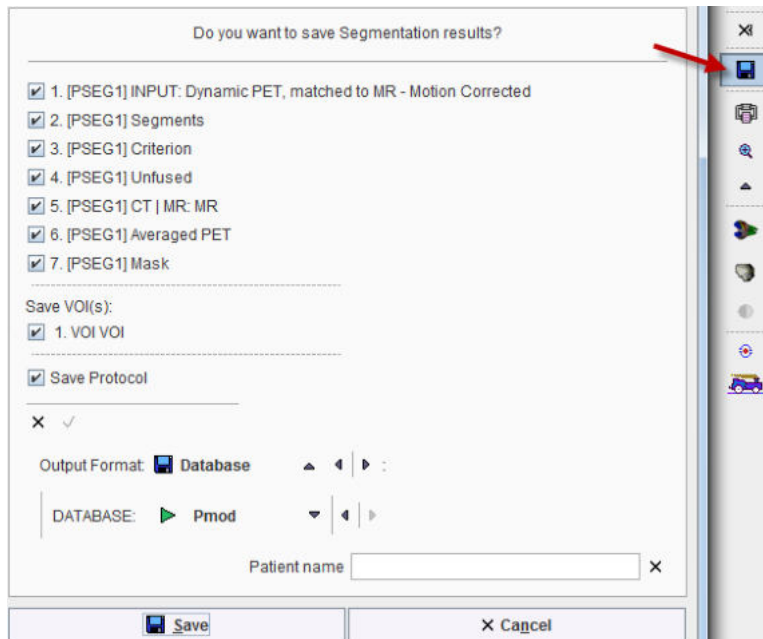 Do you want to save Segmentation results?
1. [PSEG1] INPUT: Dynamic PET, matched to MR - Motion Corrected
2. [PSEG1] Segments
3. [PSEG1] Criterion
4. [PSEG1] Unfused
5. [PSEG1] CT | MR: MR
6. [PSEG1] Averaged PET
7. [PSEG1] Mask
Save VOI(s):
1. VOI VOI
Save Protocol
Output Format: Database :
DATABASE: Pmod
Patient name
Save Cancel